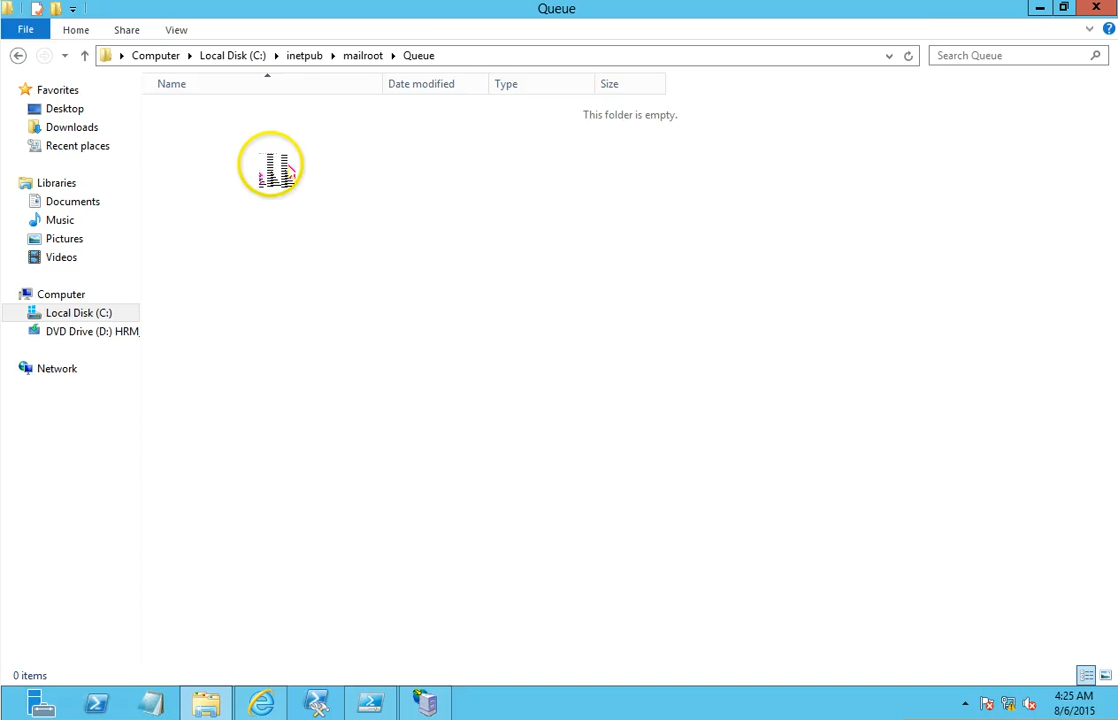 Queue
File
Home
Share
View
Computer
Local Disk (C:)
inetpub
mailroot
Queue
Search Queue
Name
Date modified
Type
Size
This folder is empty.
Favorites
Desktop
Downloads
Recent places
Libraries
Documents
Music
Pictures
Videos
Computer
Local Disk (C:)
DVD Drive (D:) HRM_
Network
0 items
4:25 AM
8/6/2015